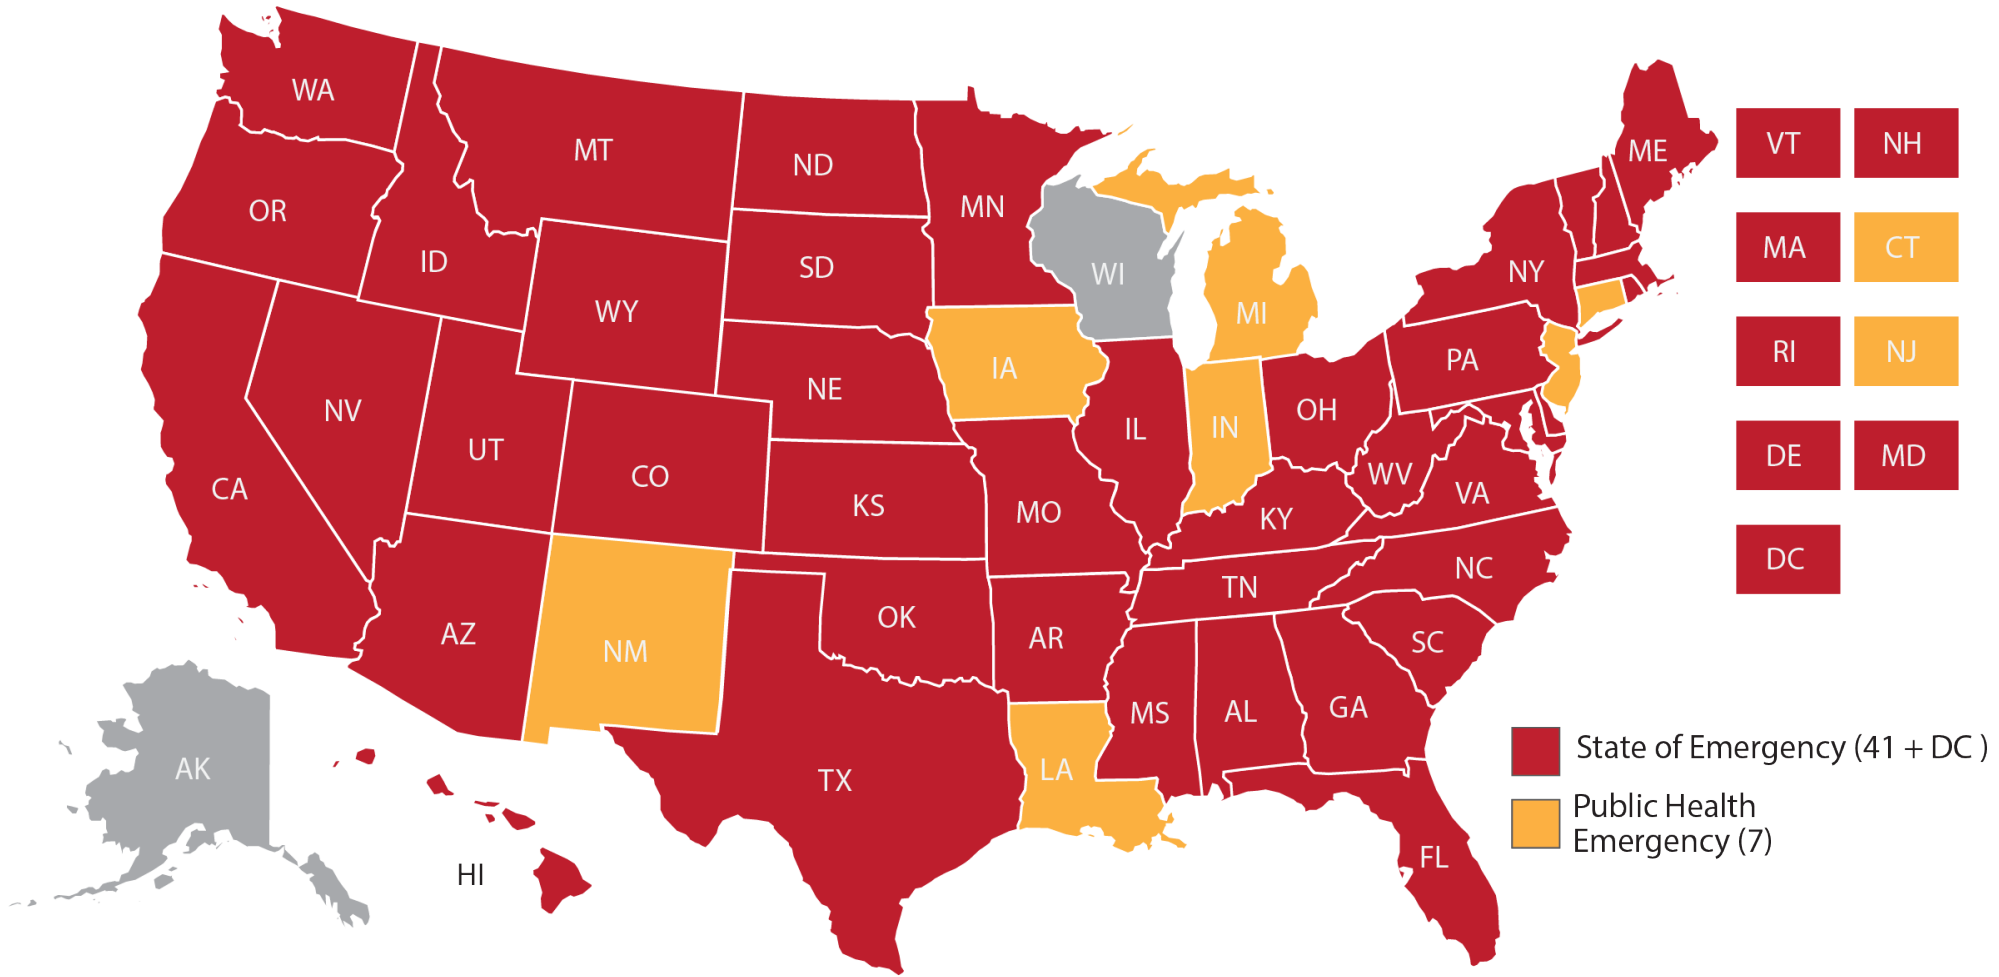 WA
MT
ND
MN
ME
VT
NH
OR
ID
SD
WI
NY
MA
CT
WY
MI
RI
NJ
NV
UT
NE
IA
IL
IN
OH
PA
CA
CO
KS
MO
KY
WV
VA
DE
MD
DC
AZ
NM
OK
AR
TN
NC
SC
TX
LA
MS
AL
GA
FL
AK
HI
State of Emergency (41 + DC )
Public Health
Emergency (7)